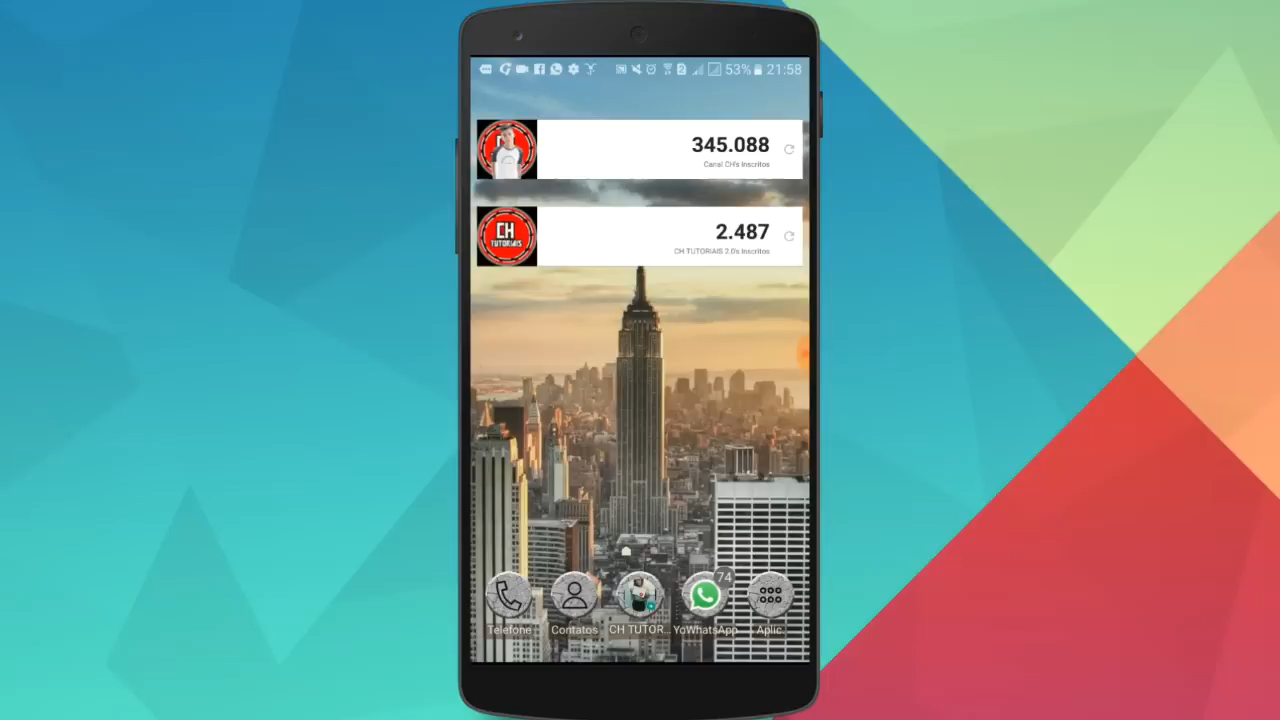 53% 21:58
345.088
Canal CH's Inscritos
CH
TUTORIAIS
2.487
CH TUTORIAIS 2.0's Inscritos
74
Telefone Contatos CH TUTOR... YoWhatsApp Aplic.